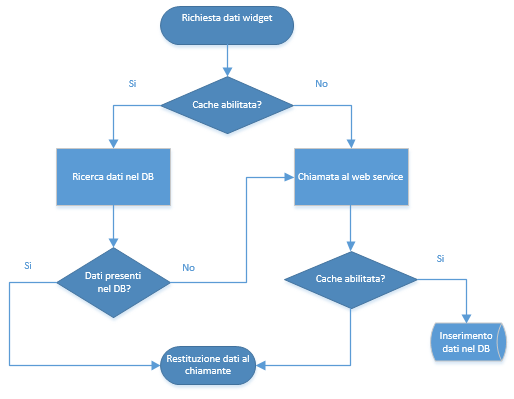 Richiesta dati widget
Si
No
Cache abilitata?
Ricerca dati nel DB
Chiamata al web service
Si
Dati presenti
nel DB?
No
Cache abilitata?
Si
Inserimento
dati nel DB
Restituzione dati al
chiamante